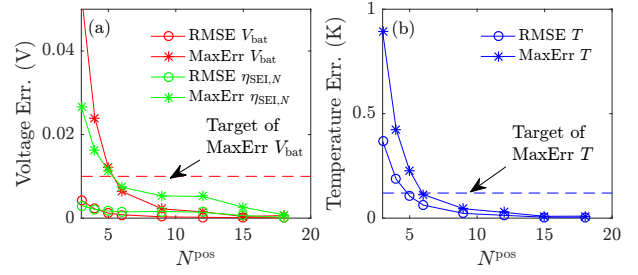 (a)
RMSE V_bat
MaxErr V_bat
RMSE η_SEI,N
MaxErr η_SEI,N
Target of
MaxErr V_bat
Voltage Err. (V)
0.04
0.02
0
0 5 10 15 20
N^pos
(b)
RMSE T
MaxErr T
Target of
MaxErr T
Temperature Err. (K)
1
0.5
0
5 10 15 20
N^pos